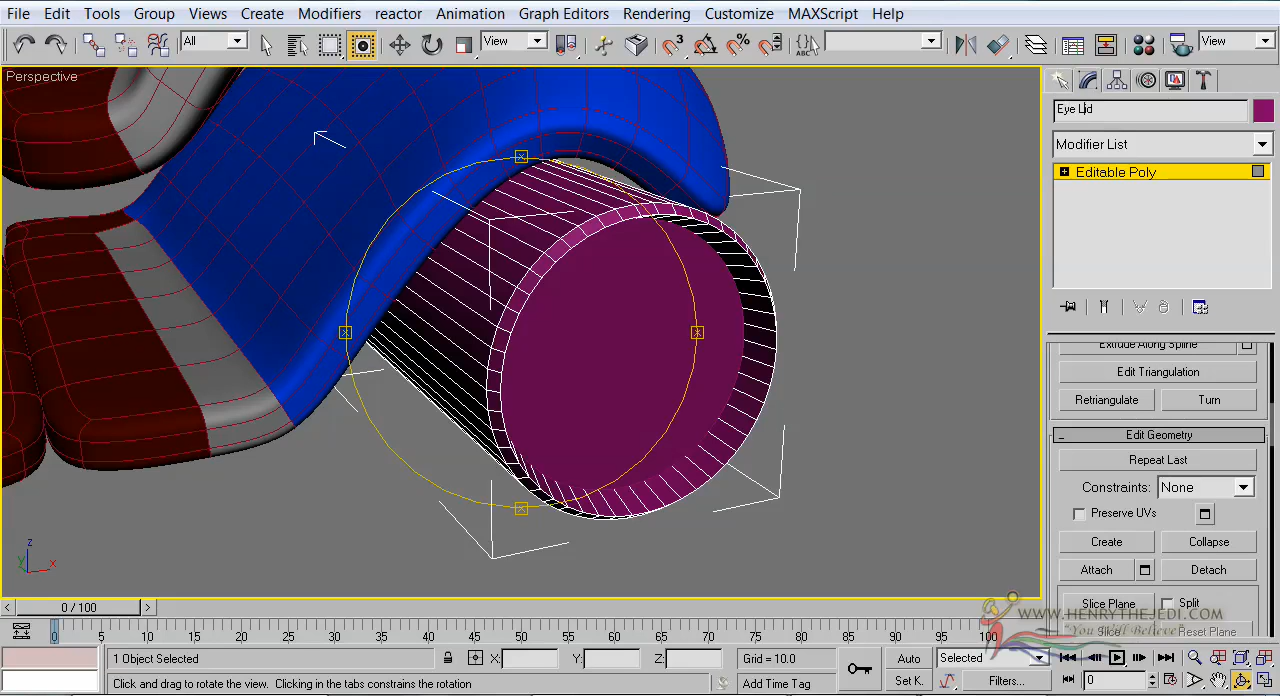 File Edit Tools Group Views Create Modifiers reactor Animation Graph Editors Rendering Customize MAXScript Help
All View 3 % ABC View
Perspective
Eye Lid
Modifier List
Editable Poly
Extrude Along Spline
Edit Triangulation
Retriangulate Turn
- Edit Geometry
Repeat Last
Constraints: None
Preserve UVs
Create Collapse
Attach Detach
Slice Plane Split
Slice Reset Plane
z
y x
WWW.HENRYTHEJEDI.COM
"You Will Believe"
< 0 / 100 >
0 5 10 15 20 25 30 35 40 45 50 55 60 65 70 75 80 85 90 95 100
1 Object Selected X: Y: Z: Grid = 10.0 Auto Selected
Click and drag to rotate the view. Clicking in the tabs constrains the rotation Add Time Tag Set K. Filters... 0